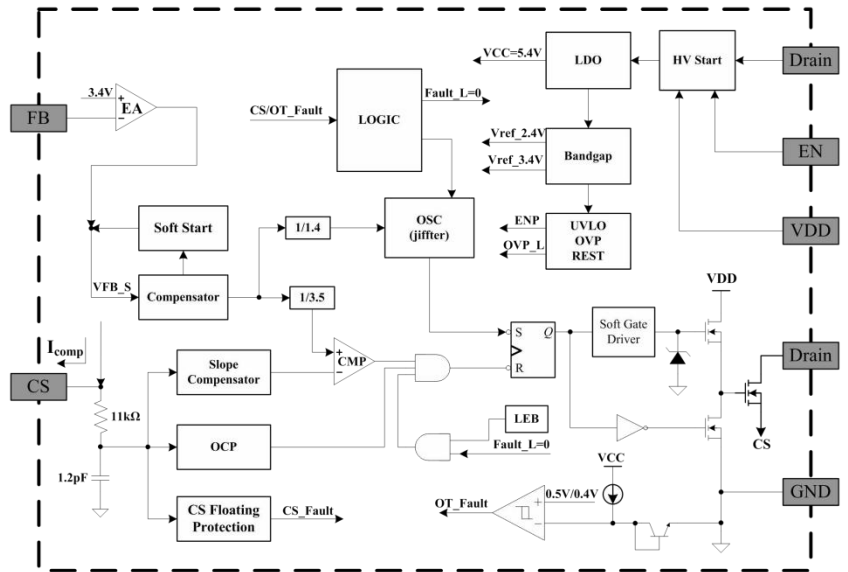 VCC=5.4V
LDO
HV Start
Drain
3.4V
+
EA
−
FB
CS/OT_Fault
LOGIC
Fault_L=0
Vref_2.4V
Vref_3.4V
Bandgap
EN
Soft Start
1/1.4
OSC
(jiffter)
ENP
OVP_L
UVLO
OVP
REST
VDD
VFB_S
Compensator
1/3.5
VDD
Icomp
CS
Slope
Compensator
+
CMP
−
S
Q
R
Soft Gate
Driver
Drain
11kΩ
OCP
LEB
Fault_L=0
CS
1.2pF
VCC
CS Floating
Protection
CS_Fault
OT_Fault
0.5V/0.4V
+
−
GND